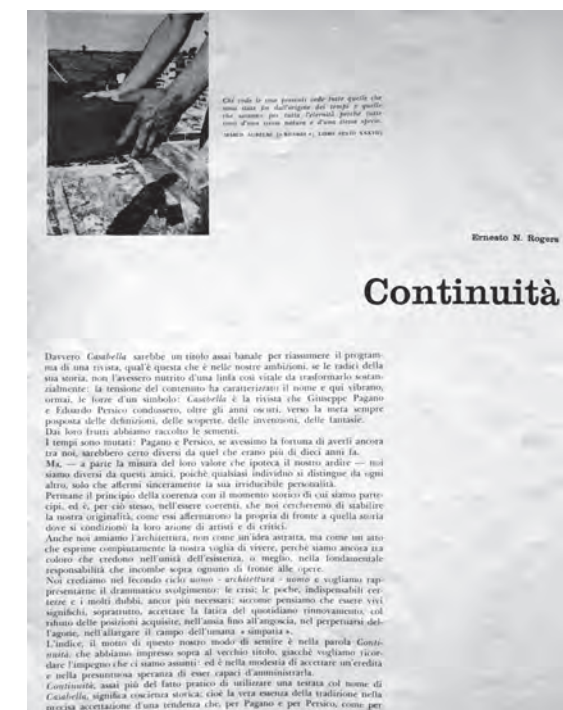 Chi vede le cose presenti vede tutte quelle che
sono state fin dall'origine dei tempi e quelle
che saranno per tutta l'eternità perché tutte
sono d'una stessa natura e d'una stessa specie.
Ernesto N. Rogers
Continuità
Davvero Casabella sarebbe un titolo assai banale per riassumere il program-
ma di una rivista, qual'è questa che è nelle nostre ambizioni, se le radici della
sua storia, non l'avessero nutrito d'una linfa così vitale da trasformarlo sostan-
zialmente: la tensione del contenuto ha caratterizzato il nome e qui vibrano,
ormai, le forze d'un simbolo: Casabella è la rivista che Giuseppe Pagano
e Eduardo Persico condussero, oltre gli anni oscuri, verso la meta sempre
posposta delle definizioni, delle scoperte, delle invenzioni, delle fantasie.
Dai loro frutti abbiamo raccolto le sementi.
I tempi sono mutati: Pagano e Persico, se avessimo la fortuna di averli ancora
tra noi, sarebbero certo diversi da quel che erano più di dieci anni fa.
Ma, — a parte la misura del loro valore che ipoteca il nostro ardire — noi
siamo diversi da questi amici, poiché qualsiasi individuo si distingue da ogni
altro, solo che affermi sinceramente la sua irriducibile personalità.
Permane il principio della coerenza con il momento storico di cui siamo parte-
cipi, ed è, per ciò stesso, nell'essere coerenti, che noi cercheremo di stabilire
la nostra originalità, come essi affermarono la propria di fronte a quella storia
dove si condizionò la loro azione di artisti e di critici.
Anche noi amiamo l'architettura, non come un'idea astratta, ma come un atto
che esprime compiutamente la nostra voglia di vivere, perché siamo ancora tra
coloro che credono nell'unità dell'esistenza, o meglio, nella fondamentale
responsabilità che incombe sopra ognuno di fronte alle opere.
Noi crediamo nel fecondo ciclo uomo - architettura - uomo e vogliamo rap-
presentarne il drammatico svolgimento: le crisi; le poche, indispensabili cer-
tezze e i molti dubbi, ancor più necessari; siccome pensiamo che essere vivi
significhi, soprattutto, accettare la fatica del quotidiano rinnovamento, col
rifiuto delle posizioni acquisite, nell'ansia fino all'angoscia, nel perpetuarsi del-
l'agone, nell'allargare il campo dell'umana « simpatia ».
L'indice, il motto di questo nostro modo di sentire è nella parola Conti-
nuità, che abbiamo impresso sopra al vecchio titolo, giacché vogliamo ricor-
dare l'impegno che ci siamo assunti: ed è nella modestia di accettare un'eredità
e nella presuntuosa speranza di esser capaci d'amministrarla.
Continuità, assai più del fatto pratico di utilizzare una testata col nome di
Casabella, significa coscienza storica; cioè la vera essenza della tradizione nella
precisa accettazione d'una tendenza che, per Pagano e per Persico, come per